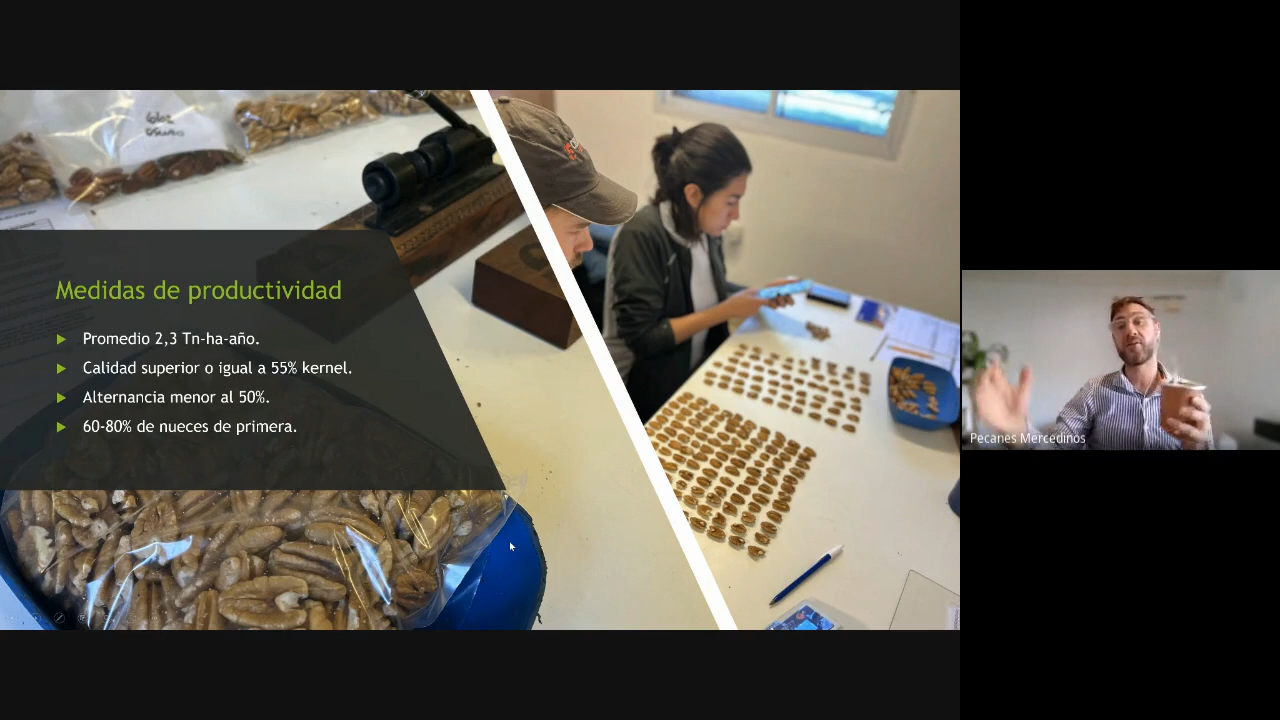 Medidas de productividad
Promedio 2,3 Tn-ha-año.
Calidad superior o igual a 55% kernel.
Alternancia menor al 50%.
60-80% de nueces de primera.
Pecanes Mercedinos